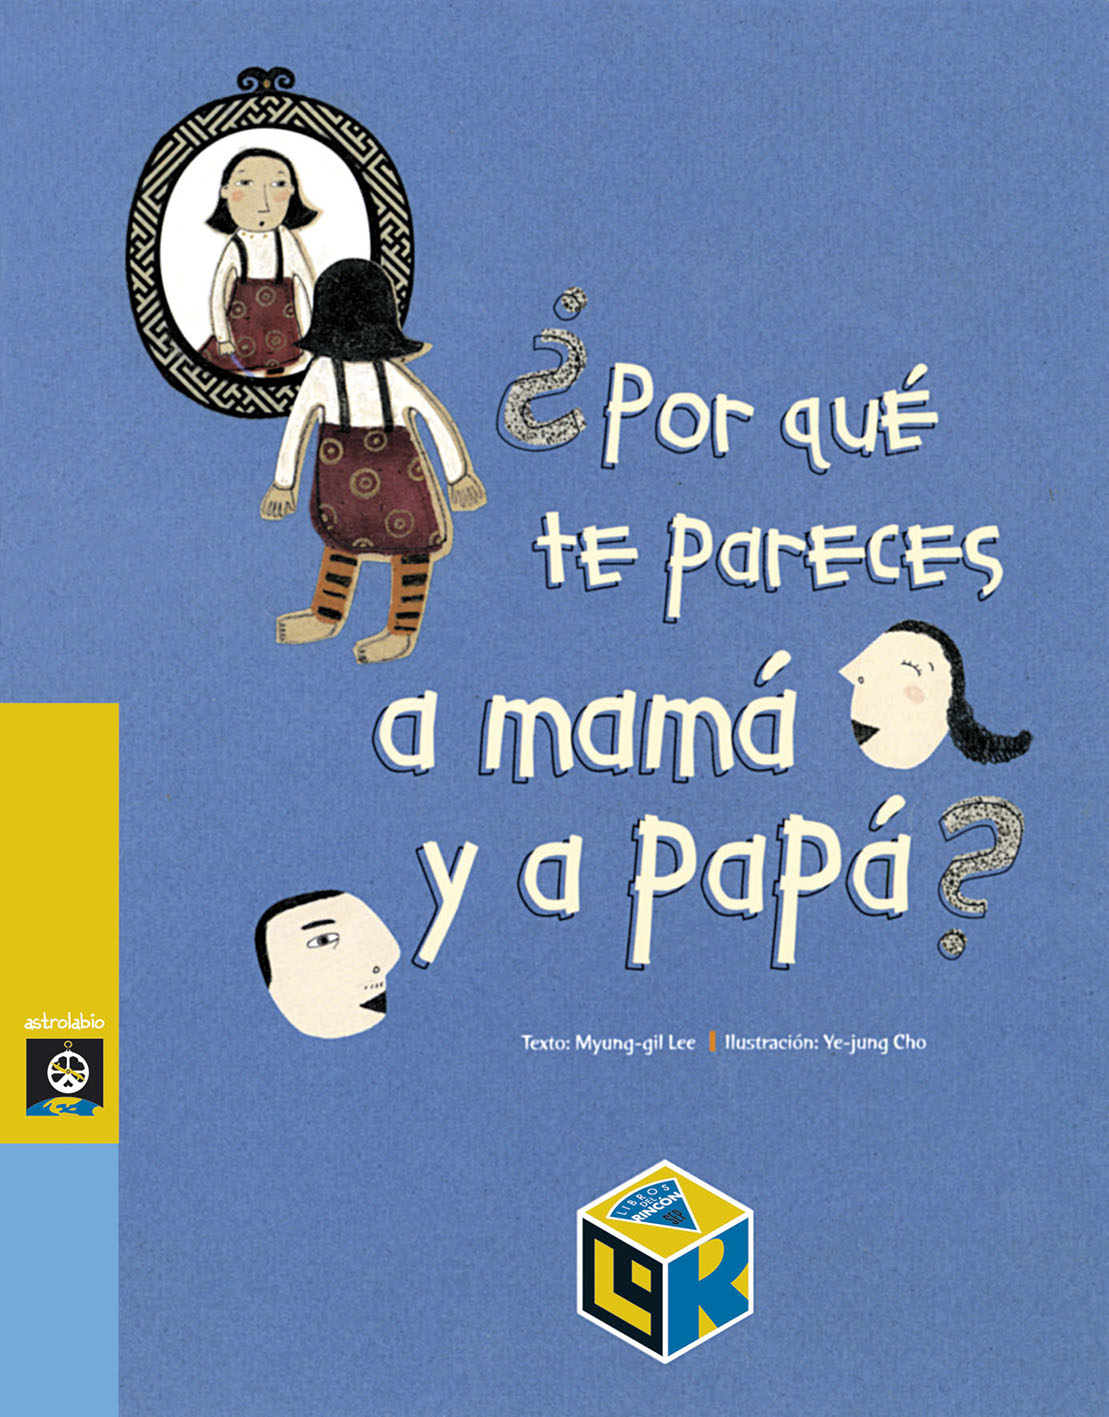 ¿Por qué
te pareces
a mamá
y a papá?
Texto: Myung-gil Lee | Ilustración: Ye-jung Cho
astrolabio
LIBROS
DEL
RINCÓN
SEP
LR